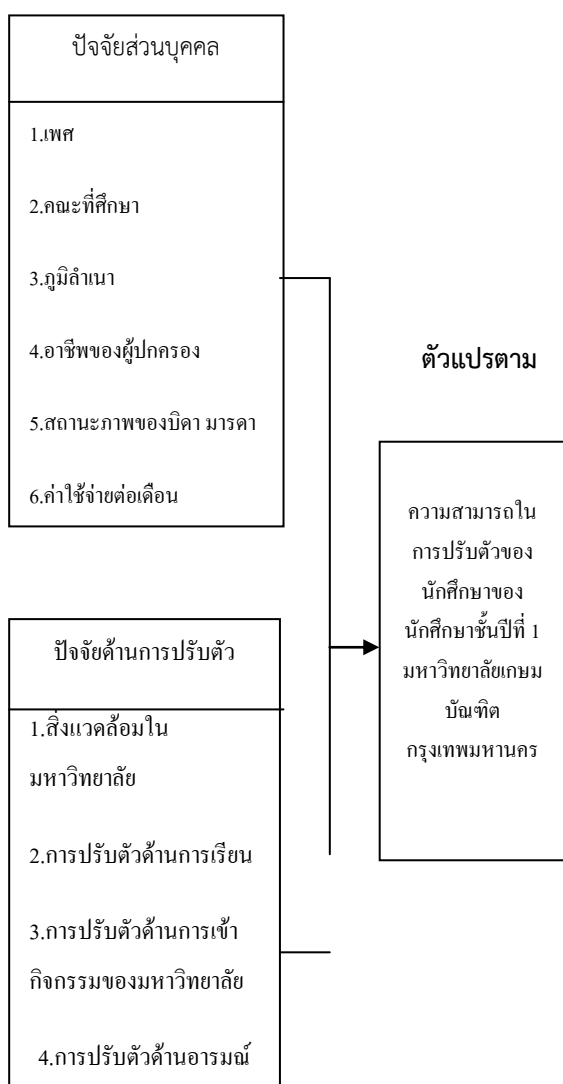 ปัจจัยส่วนบุคคล
1.เพศ
2.คณะที่ศึกษา
3.ภูมิลำเนา
4.อาชีพของผู้ปกครอง
5.สถานะภาพของบิดา มารดา
6.ค่าใช้จ่ายต่อเดือน
ปัจจัยด้านการปรับตัว
1.สิ่งแวดล้อมใน
มหาวิทยาลัย
2.การปรับตัวด้านการเรียน
3.การปรับตัวด้านการเข้า
กิจกรรมของมหาวิทยาลัย
4.การปรับตัวด้านอารมณ์
ตัวแปรตาม
ความสามารถใน
การปรับตัวของ
นักศึกษาของ
นักศึกษาชั้นปีที่ 1
มหาวิทยาลัยเกษม
บัณฑิต
กรุงเทพมหานคร